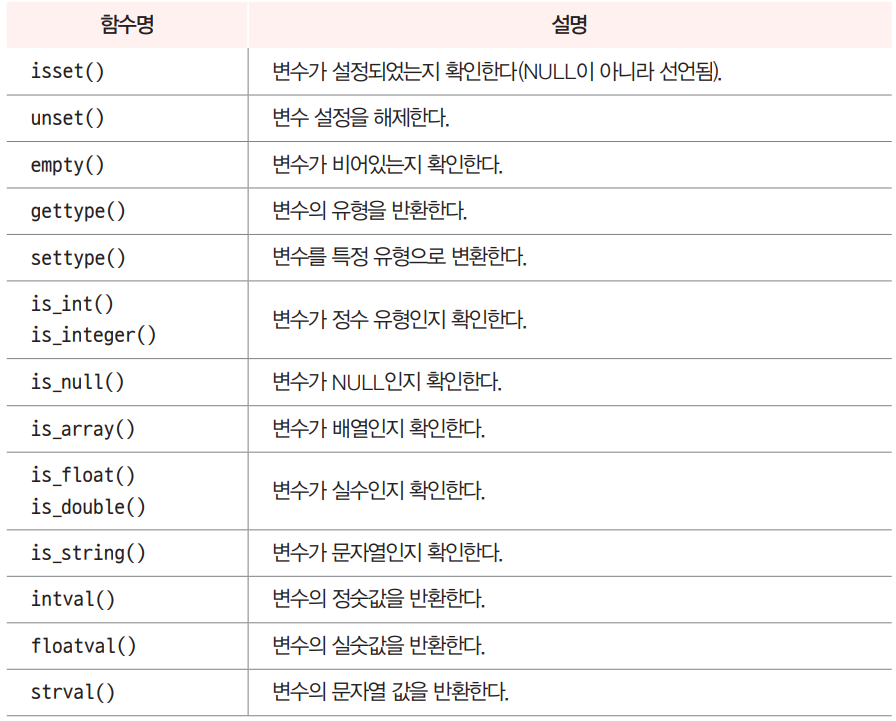 함수명 설명
isset() 변수가 설정되었는지 확인한다(NULL이 아니라 선언됨).
unset() 변수 설정을 해제한다.
empty() 변수가 비어있는지 확인한다.
gettype() 변수의 유형을 반환한다.
settype() 변수를 특정 유형으로 변환한다.
is_int()
is_integer()
변수가 정수 유형인지 확인한다.
is_null() 변수가 NULL인지 확인한다.
is_array() 변수가 배열인지 확인한다.
is_float()
is_double()
변수가 실수인지 확인한다.
is_string() 변수가 문자열인지 확인한다.
intval() 변수의 정숫값을 반환한다.
floatval() 변수의 실숫값을 반환한다.
strval() 변수의 문자열 값을 반환한다.